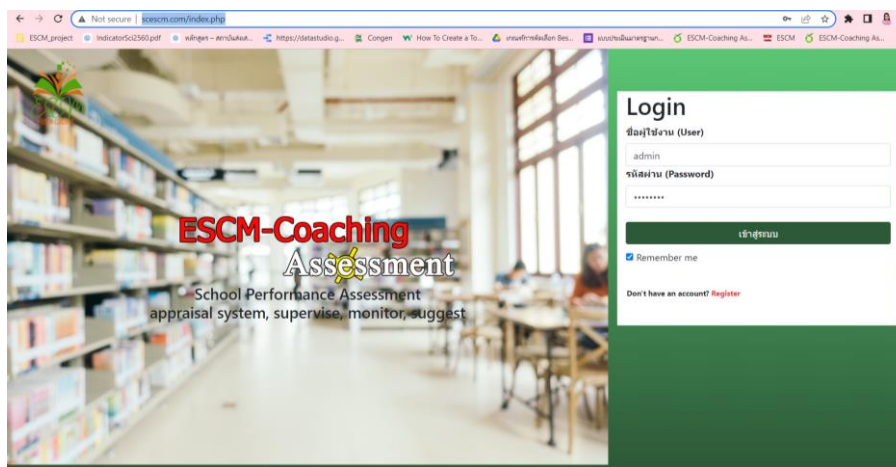 Not secure | scescm.com/index.php
ESCM_project
IndicatorSci2560.pdf
https://datastudio.g...
Congen
How To Create a To...
ESCM-Coaching As...
ESCM
ESCM-Coaching As...
ESCM-Coaching
Assessment
School Performance Assessment
appraisal system, supervise, monitor, suggest
Login
ชื่อผู้ใช้งาน (User)
admin
รหัสผ่าน (Password)
เข้าสู่ระบบ
Remember me
Don't have an account? Register